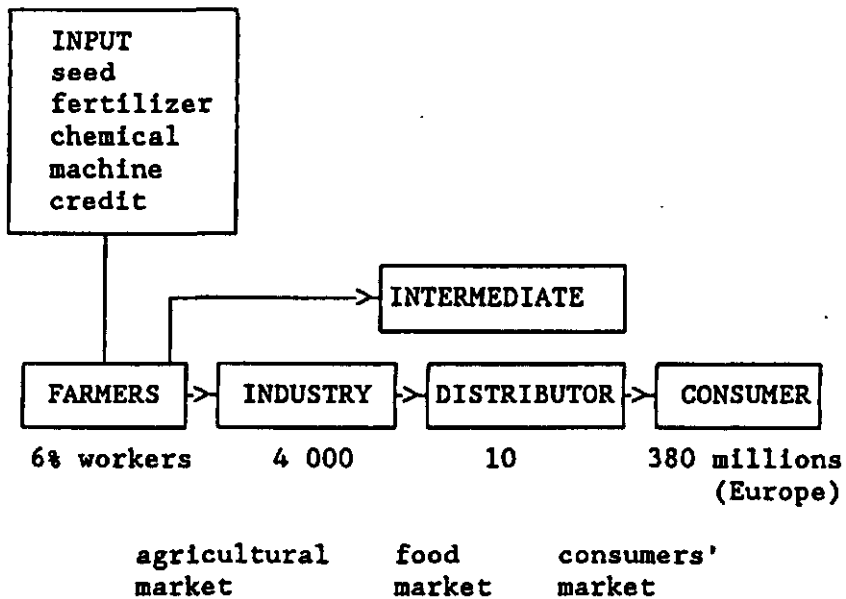 INPUT
seed
fertilizer
chemical
machine
credit
INTERMEDIATE
FARMERS INDUSTRY DISTRIBUTOR CONSUMER
6% workers 4 000 10 380 millions
(Europe)
agricultural food consumers'
market market market